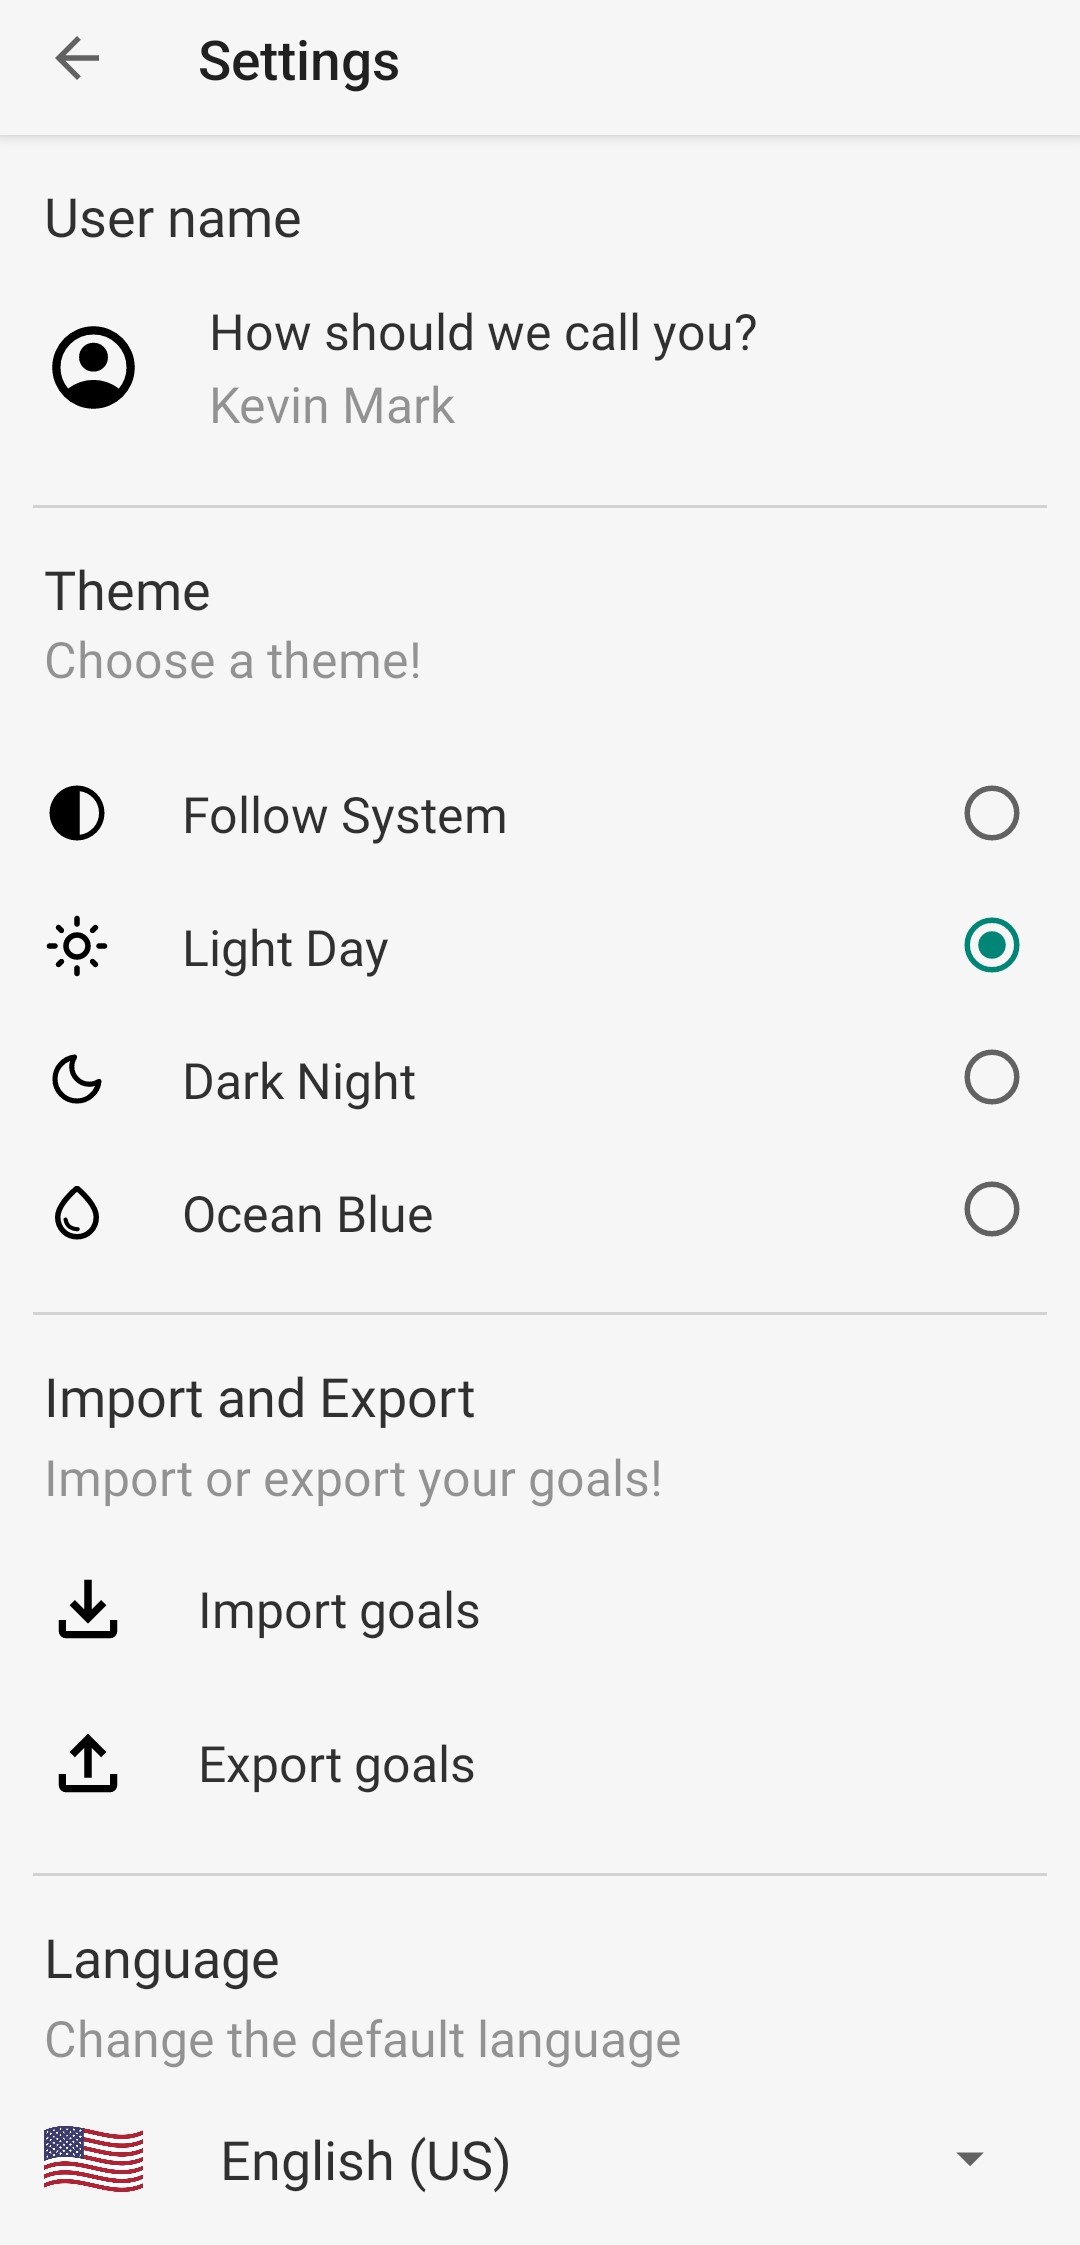 Settings
User name
How should we call you?
Kevin Mark
Theme
Choose a theme!
Follow System
Light Day
Dark Night
Ocean Blue
Import and Export
Import or export your goals!
Import goals
Export goals
Language
Change the default language
English (US)